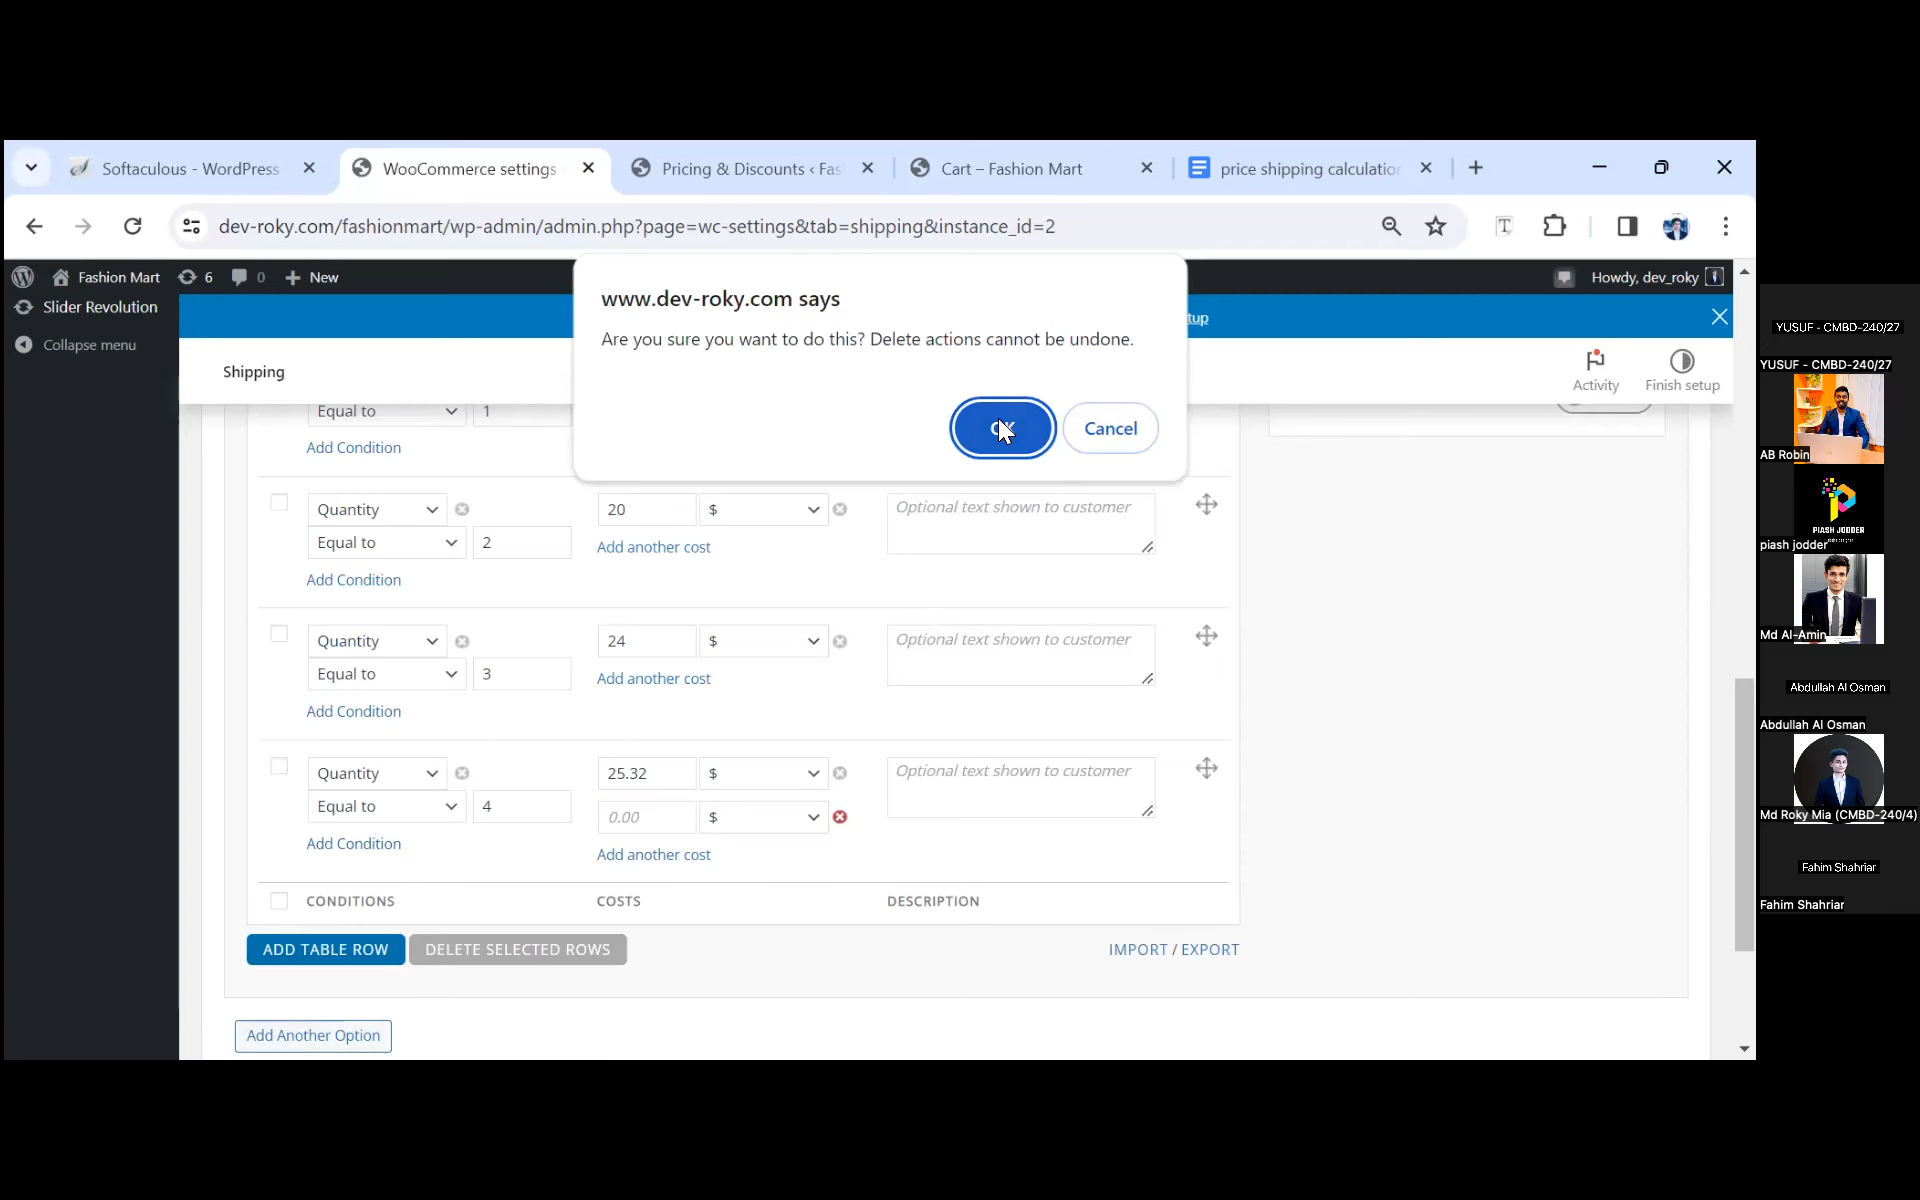 Softaculous - WordPress
WooCommerce settings
Pricing & Discounts ‹ Fas
Cart – Fashion Mart
price shipping calculation
dev-roky.com/fashionmart/wp-admin/admin.php?page=wc-settings&tab=shipping&instance_id=2
Fashion Mart
6
0
New
Howdy, dev_roky
Slider Revolution
Collapse menu
tup
www.dev-roky.com says
Are you sure you want to do this? Delete actions cannot be undone.
OK
Cancel
Shipping
Activity
Finish setup
Equal to
1
Add Condition
Quantity
20
$
Optional text shown to customer
Equal to
2
Add another cost
Add Condition
Quantity
24
$
Optional text shown to customer
Equal to
3
Add another cost
Add Condition
Quantity
25.32
$
Optional text shown to customer
Equal to
4
0.00
$
Add Condition
Add another cost
CONDITIONS
COSTS
DESCRIPTION
ADD TABLE ROW
DELETE SELECTED ROWS
IMPORT / EXPORT
Add Another Option
YUSUF - CMBD-240/27
YUSUF - CMBD-240/27
AB Robin
PIASH JODDER
piash jodder
Md Al-Amin
Abdullah Al Osman
Abdullah Al Osman
Md Roky Mia (CMBD-240/4)
Fahim Shahriar
Fahim Shahriar